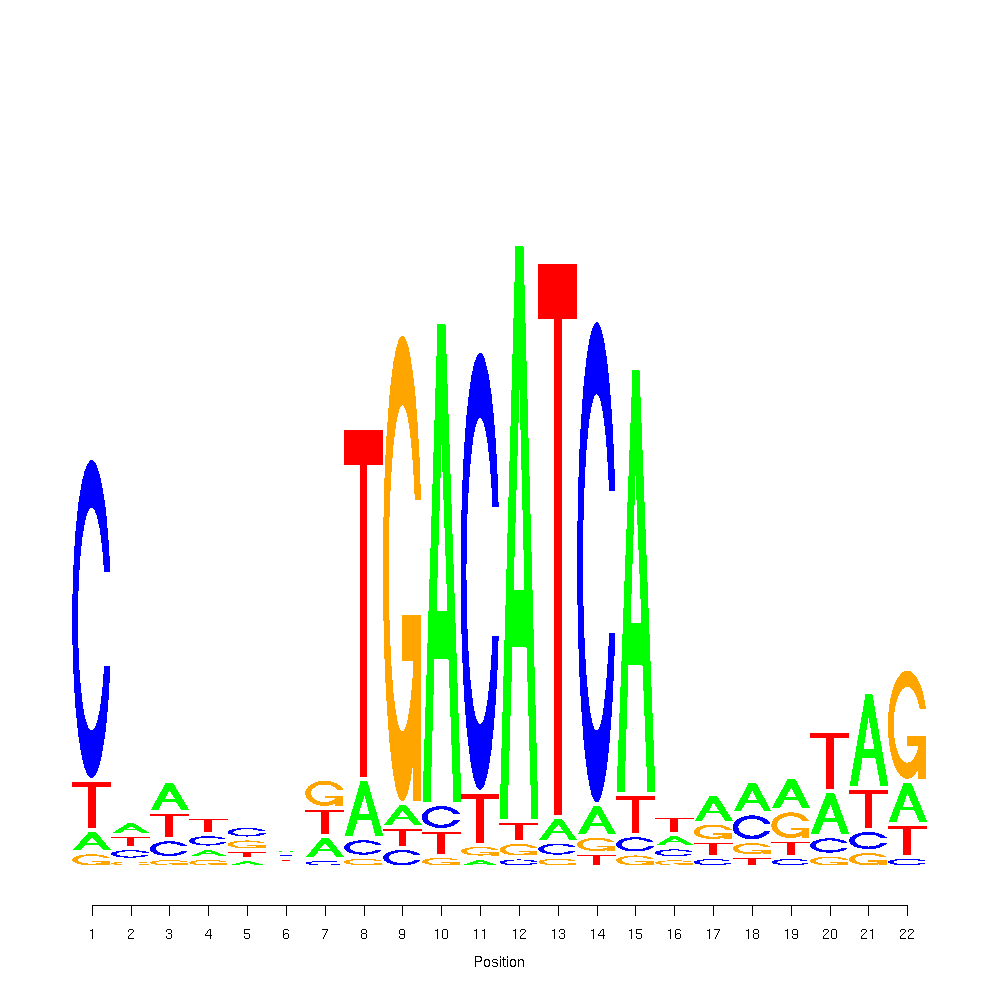 C A A T C G T G A C A T C A T A A A T A G
T T T C G T A A C T T A A T A G C G A T A
A C C A T A C T T G G C G C C T G T C C T
G G G G A C G C G A C G T G G C T C G G C
1 2 3 4 5 6 7 8 9 10 11 12 13 14 15 16 17 18 19 20 21 22
Position